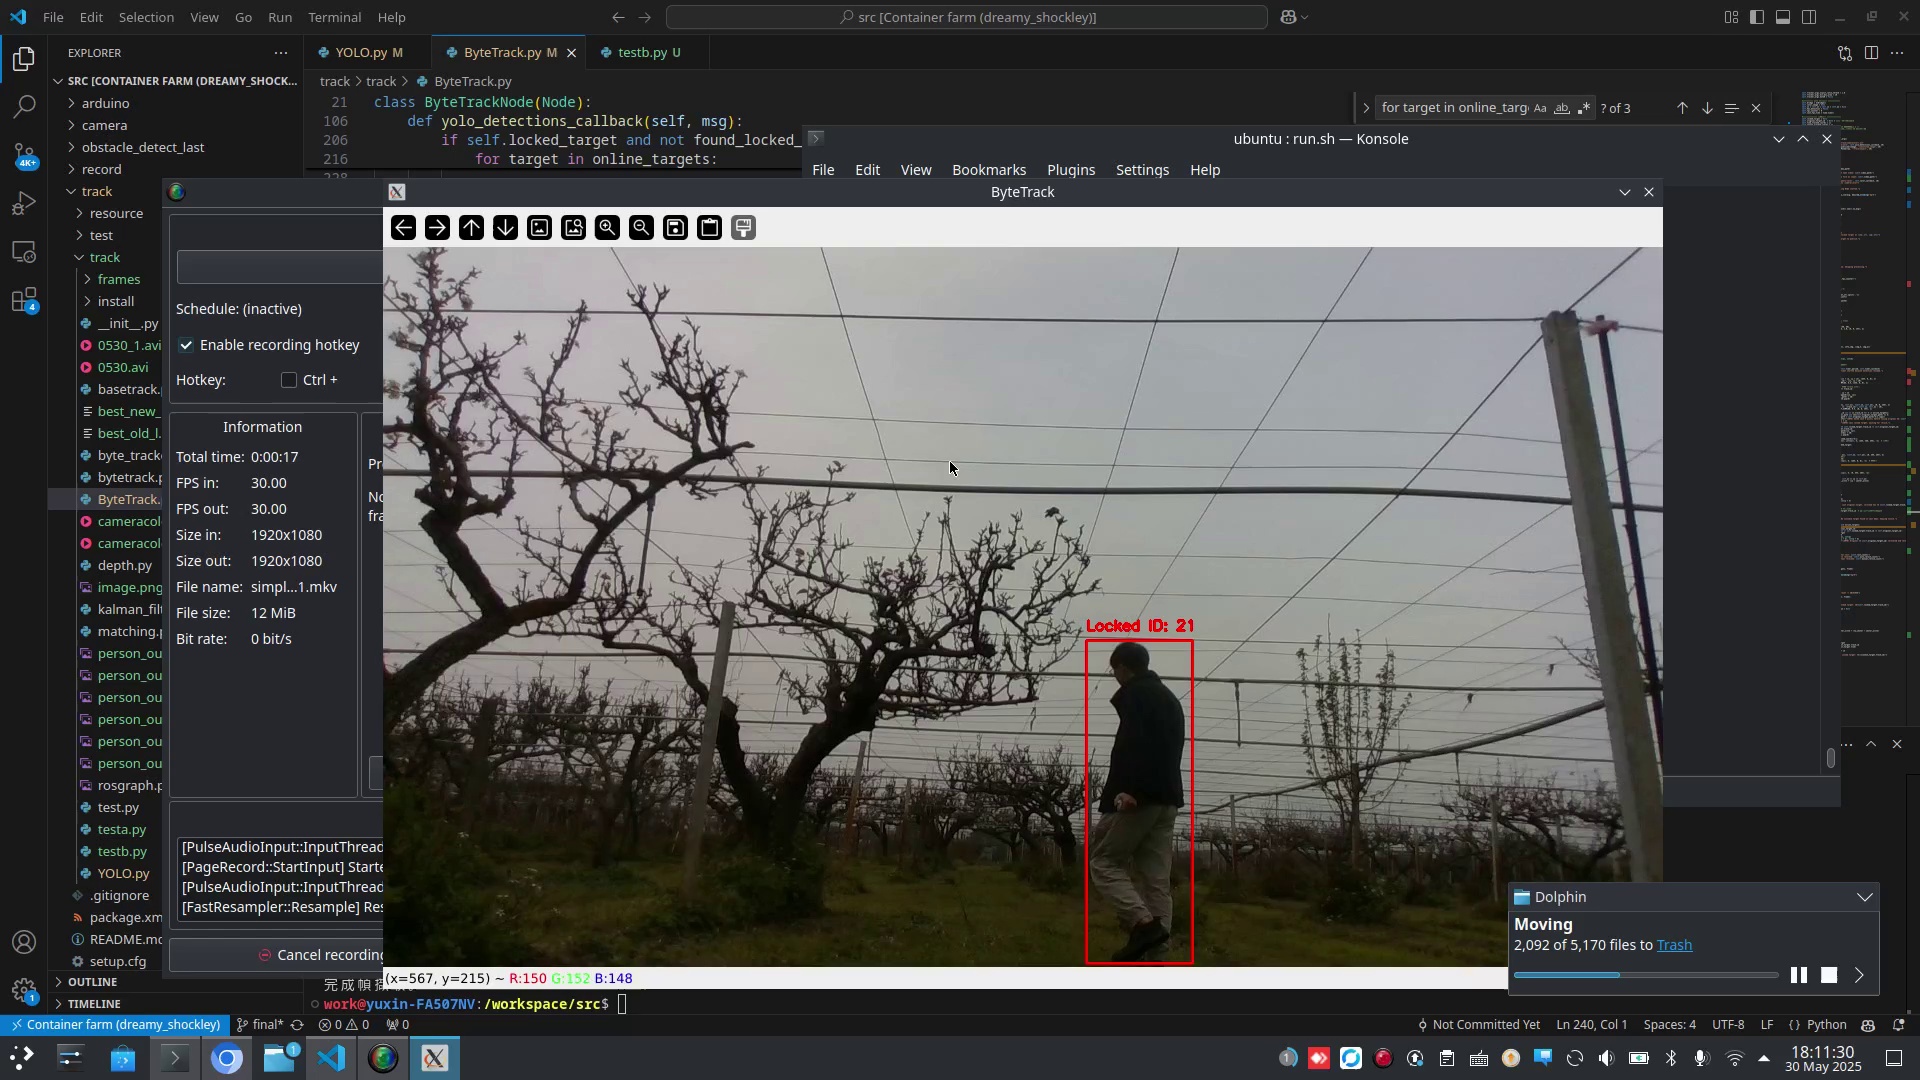 File Edit Selection View Go Run Terminal Help
src [Container farm (dreamy_shockley)]
EXPLORER
YOLO.py M
ByteTrack.py M
testb.py U
SRC [CONTAINER FARM (DREAMY_SHOCK...
track > track > ByteTrack.py
arduino
camera
obstacle_detect_last
record
track
resource
test
track
frames
install
__init__.py
0530_1.avi
0530.avi
basetrack.
best_new_
best_old_l.
byte_track
bytetrack.p
ByteTrack.
cameracol
cameracol
depth.py
image.png
kalman_filt
matching.p
person_ou
person_ou
person_ou
person_ou
person_ou
person_ou
rosgraph.p
test.py
testa.py
testb.py
YOLO.py
.gitignore
package.xm
README.md
setup.cfg
OUTLINE
TIMELINE
4K+
4
1
21 class ByteTrackNode(Node):
106 def yolo_detections_callback(self, msg):
206 if self.locked_target and not found_locked_
216 for target in online_targets:
for target in online_targ
Aa ab .*
? of 3
ubuntu : run.sh — Konsole
File Edit View Bookmarks Plugins Settings Help
ByteTrack
Schedule: (inactive)
Enable recording hotkey
Hotkey: Ctrl +
Information
Total time: 0:00:17
FPS in: 30.00
FPS out: 30.00
Size in: 1920x1080
Size out: 1920x1080
File name: simpl...1.mkv
File size: 12 MiB
Bit rate: 0 bit/s
Pr
No
fra
[PulseAudioInput::InputThread
[PageRecord::StartInput] Starte
[PulseAudioInput::InputThread
[FastResampler::Resample] Res
Cancel recording
Locked ID: 21
(x=567, y=215) ~ R:150 G:152 B:148
work@yuxin-FA507NV:/workspace/src$
Dolphin
Moving
2,092 of 5,170 files to Trash
Container farm (dreamy_shockley)
final*
0 0
0
Not Committed Yet
Ln 240, Col 1
Spaces: 4
UTF-8
LF
{} Python
1
1
18:11:30
30 May 2025